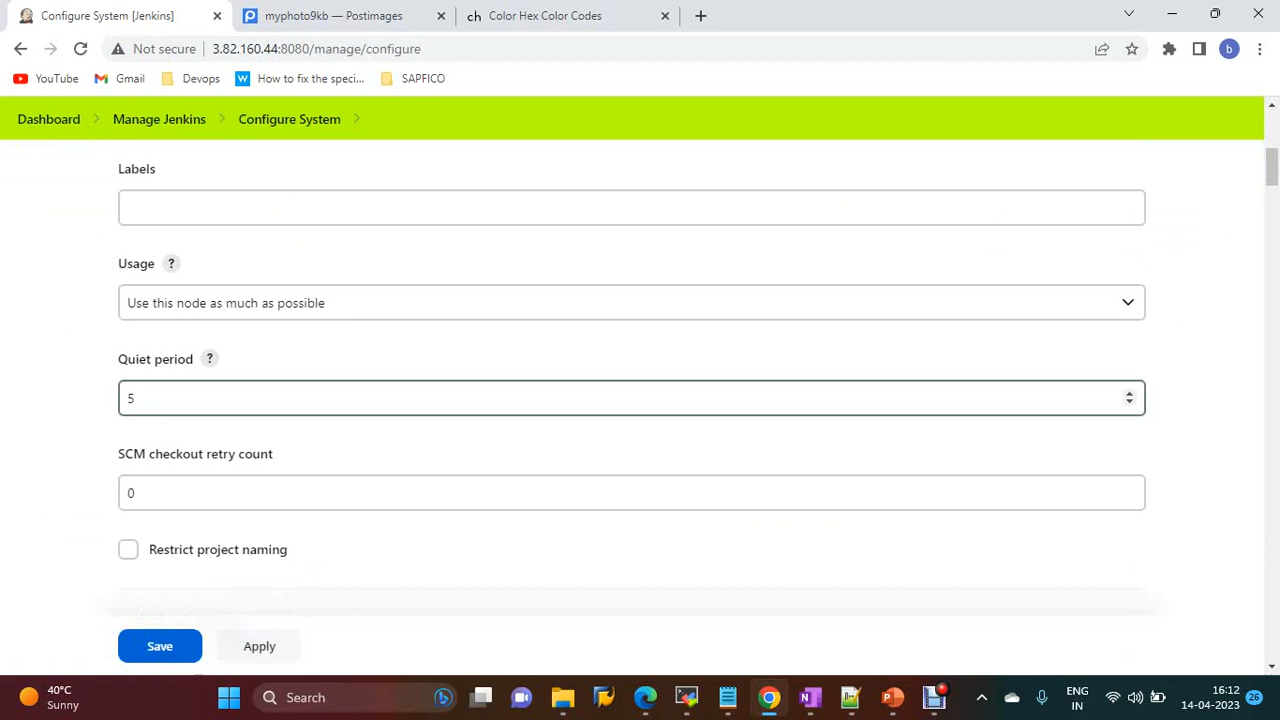 Configure System [Jenkins]
myphoto9kb — Postimages
ch Color Hex Color Codes
Not secure 3.82.160.44:8080/manage/configure
b
YouTube
Gmail
Devops
W How to fix the speci...
SAPFICO
Dashboard
Manage Jenkins
Configure System
Labels
Usage ?
Use this node as much as possible
Quiet period ?
5
SCM checkout retry count
0
Restrict project naming
Save
Apply
40°C
Sunny
Search
ENG
IN
16:12
14-04-2023
26